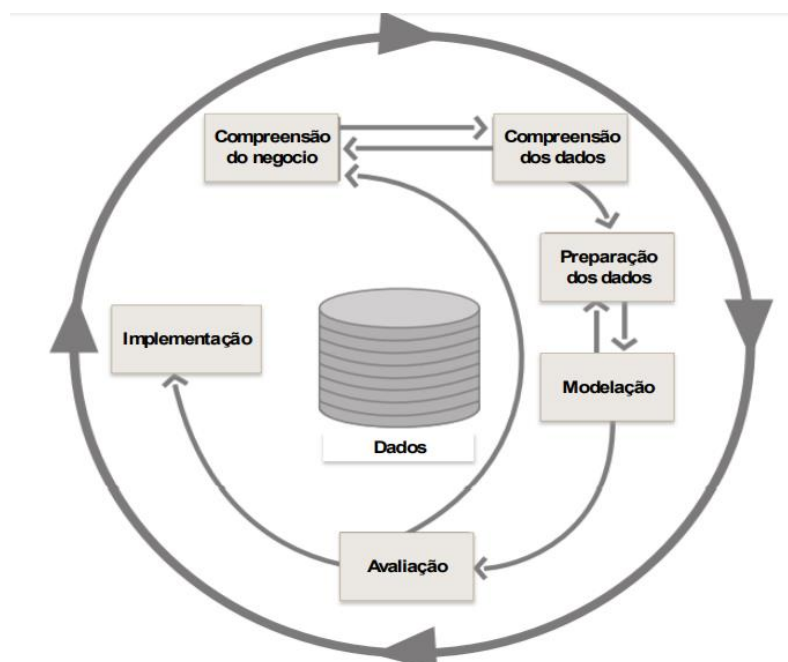 Compreensão
do negocio
Compreensão
dos dados
Preparação
dos dados
Implementação
Modelação
Dados
Avaliação